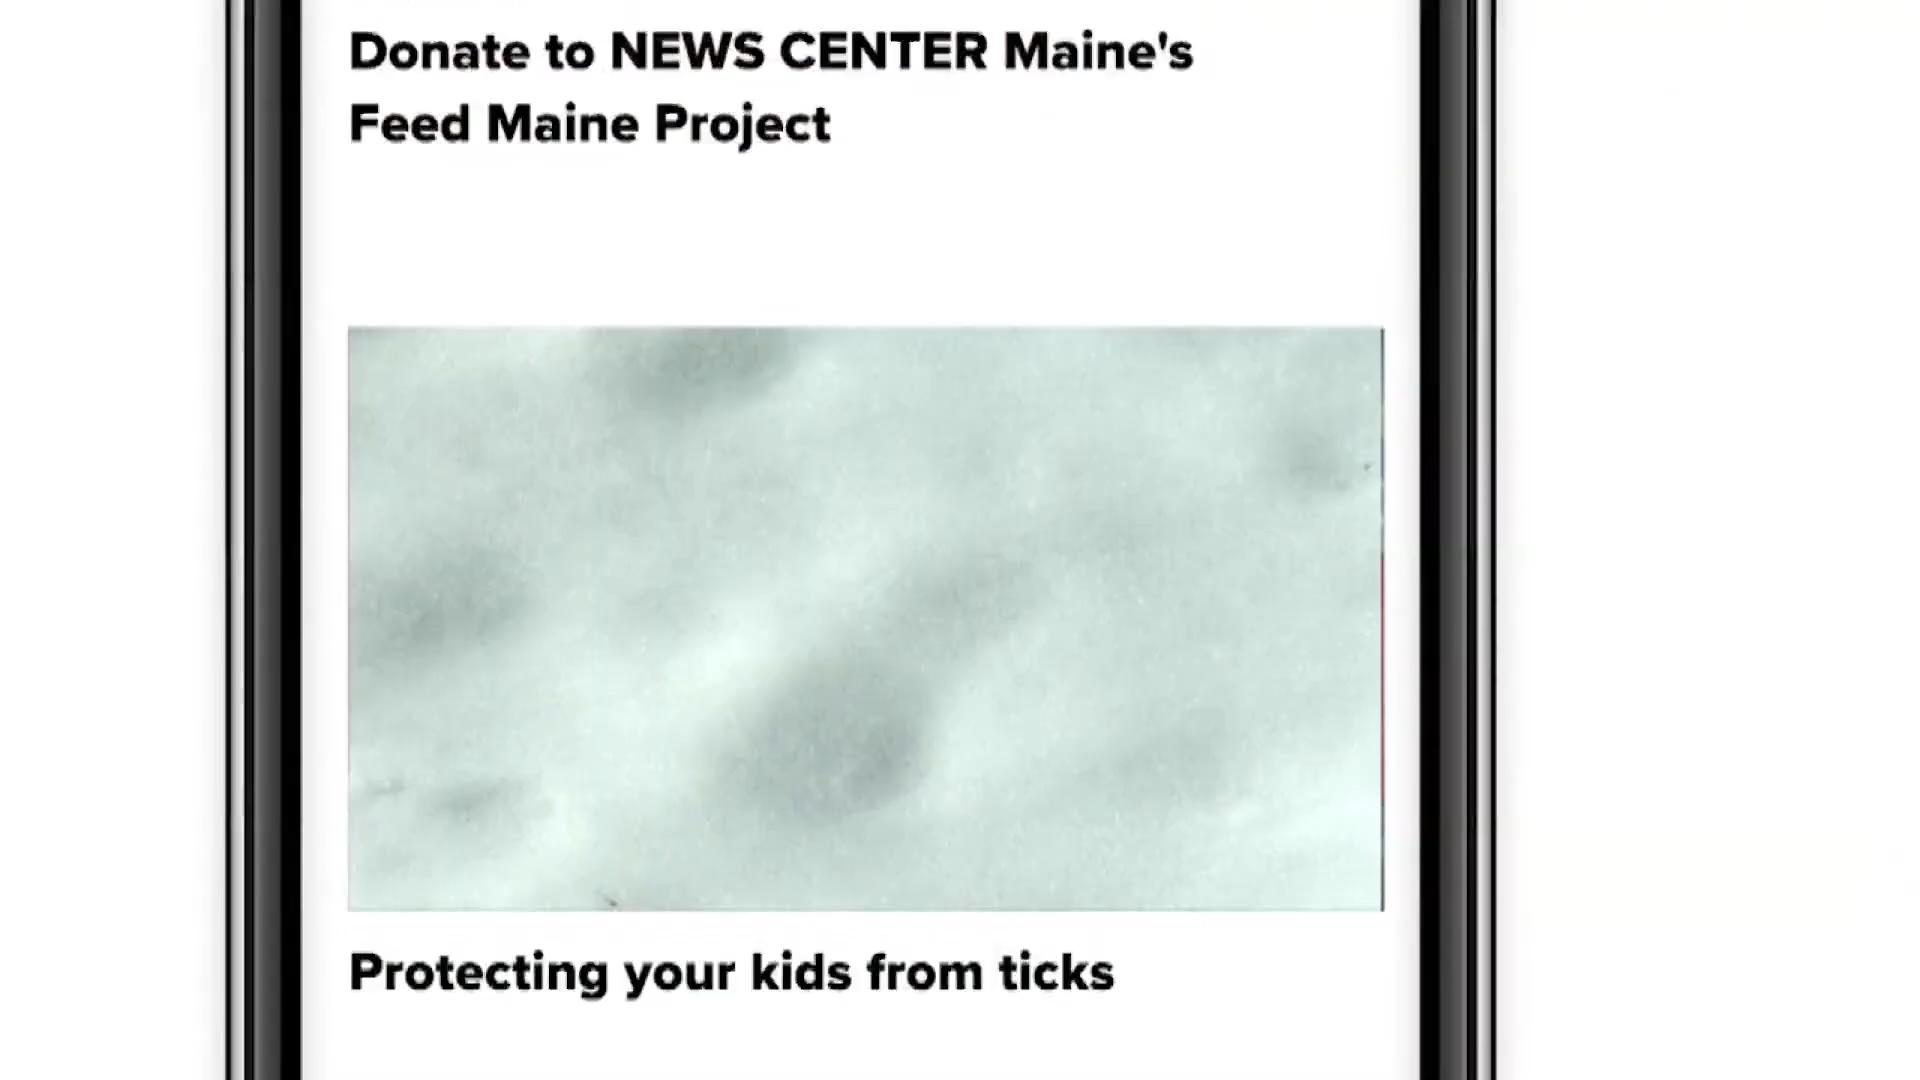 Donate to NEWS CENTER Maine's
Feed Maine Project
Protecting your kids from ticks